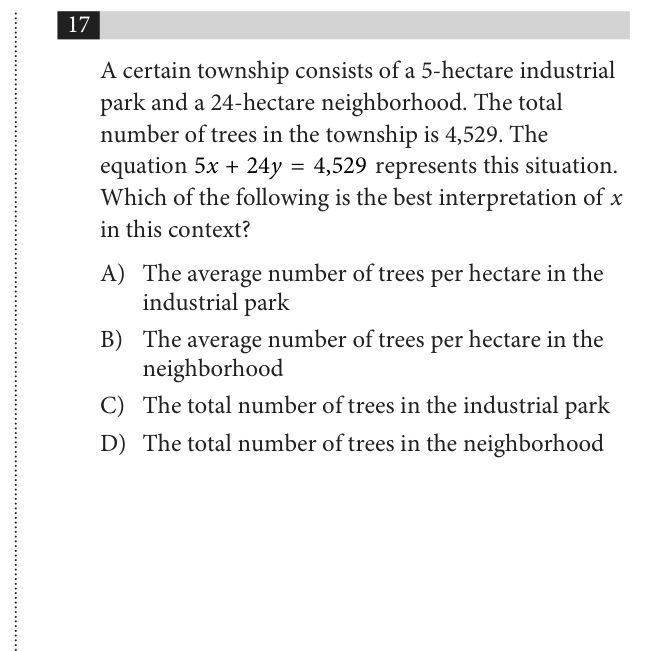 17
A certain township consists of a 5-hectare industrial
park and a 24-hectare neighborhood. The total
number of trees in the township is 4,529. The
equation 5x + 24y = 4,529 represents this situation.
Which of the following is the best interpretation of x
in this context?
A) The average number of trees per hectare in the
industrial park
B) The average number of trees per hectare in the
neighborhood
C) The total number of trees in the industrial park
D) The total number of trees in the neighborhood